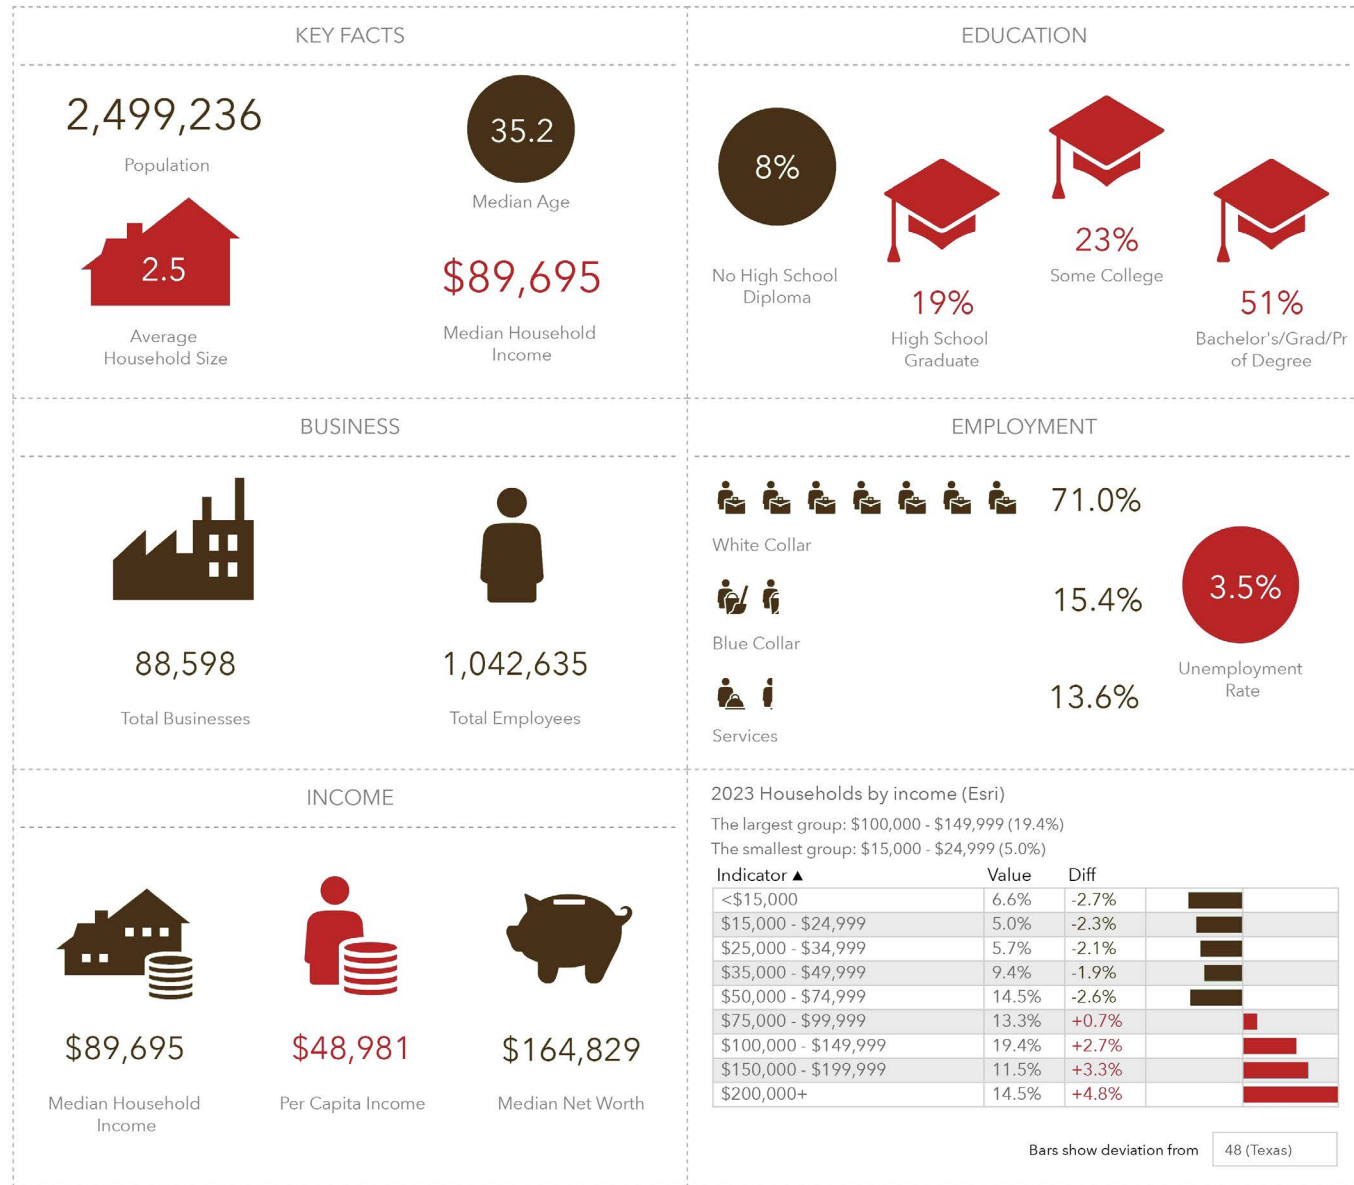 KEY FACTS
2,499,236
Population
35.2
Median Age
2.5
Average
Household Size
$89,695
Median Household
Income
EDUCATION
8%
No High School
Diploma
19%
High School
Graduate
23%
Some College
51%
Bachelor's/Grad/Pr
of Degree
BUSINESS
88,598
Total Businesses
1,042,635
Total Employees
EMPLOYMENT
71.0%
White Collar
15.4%
Blue Collar
13.6%
Services
3.5%
Unemployment
Rate
INCOME
$89,695
Median Household
Income
$48,981
Per Capita Income
$164,829
Median Net Worth
2023 Households by income (Esri)
The largest group: $100,000 - $149,999 (19.4%)
The smallest group: $15,000 - $24,999 (5.0%)
Indicator ▲ Value Diff
<$15,000 6.6% -2.7%
$15,000 - $24,999 5.0% -2.3%
$25,000 - $34,999 5.7% -2.1%
$35,000 - $49,999 9.4% -1.9%
$50,000 - $74,999 14.5% -2.6%
$75,000 - $99,999 13.3% +0.7%
$100,000 - $149,999 19.4% +2.7%
$150,000 - $199,999 11.5% +3.3%
$200,000+ 14.5% +4.8%
Bars show deviation from 48 (Texas)